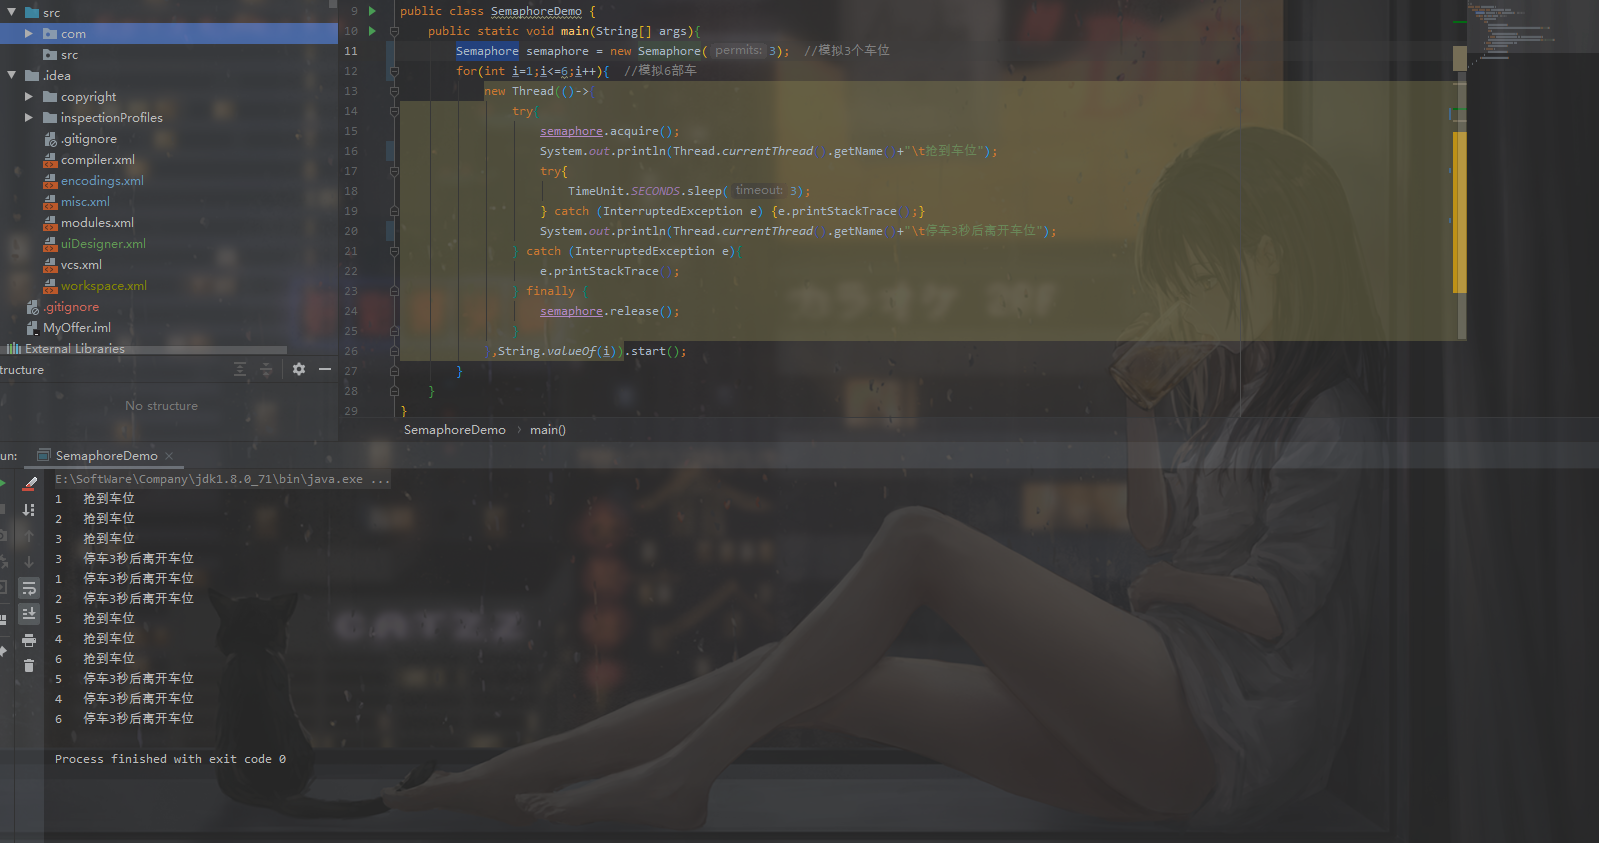 src
com
src
.idea
copyright
inspectionProfiles
.gitignore
compiler.xml
encodings.xml
misc.xml
modules.xml
uiDesigner.xml
vcs.xml
workspace.xml
.gitignore
MyOffer.iml
External Libraries
tructure
No structure
9 public class SemaphoreDemo {
10 public static void main(String[] args){
11 Semaphore semaphore = new Semaphore( permits: 3); //模拟3个车位
12 for(int i=1;i<=6;i++){ //模拟6部车
13 new Thread(()->{
14 try{
15 semaphore.acquire();
16 System.out.println(Thread.currentThread().getName()+"\t抢到车位");
17 try{
18 TimeUnit.SECONDS.sleep( timeout: 3);
19 } catch (InterruptedException e) {e.printStackTrace();}
20 System.out.println(Thread.currentThread().getName()+"\t停车3秒后离开车位");
21 } catch (InterruptedException e){
22 e.printStackTrace();
23 } finally {
24 semaphore.release();
25 }
26 },String.valueOf(i)).start();
27 }
28 }
29 }
SemaphoreDemo › main()
un: SemaphoreDemo ×
E:\SoftWare\Company\jdk1.8.0_71\bin\java.exe ...
1 抢到车位
2 抢到车位
3 抢到车位
3 停车3秒后离开车位
1 停车3秒后离开车位
2 停车3秒后离开车位
5 抢到车位
4 抢到车位
6 抢到车位
5 停车3秒后离开车位
4 停车3秒后离开车位
6 停车3秒后离开车位
Process finished with exit code 0